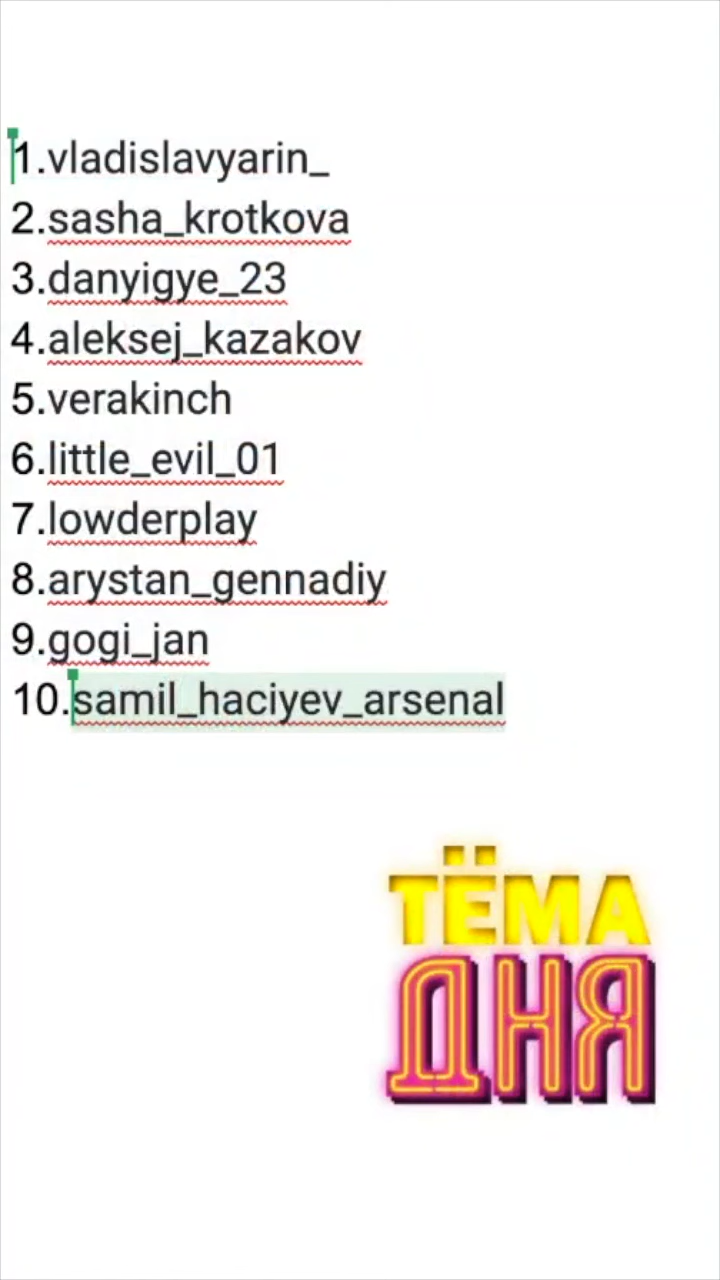 1.vladislavyarin_
2.sasha_krotkova
3.danyigye_23
4.aleksej_kazakov
5.verakinch
6.little_evil_01
7.lowderplay
8.arystan_gennadiy
9.gogi_jan
10.samil_haciyev_arsenal
ТЁМА
ДНЯ